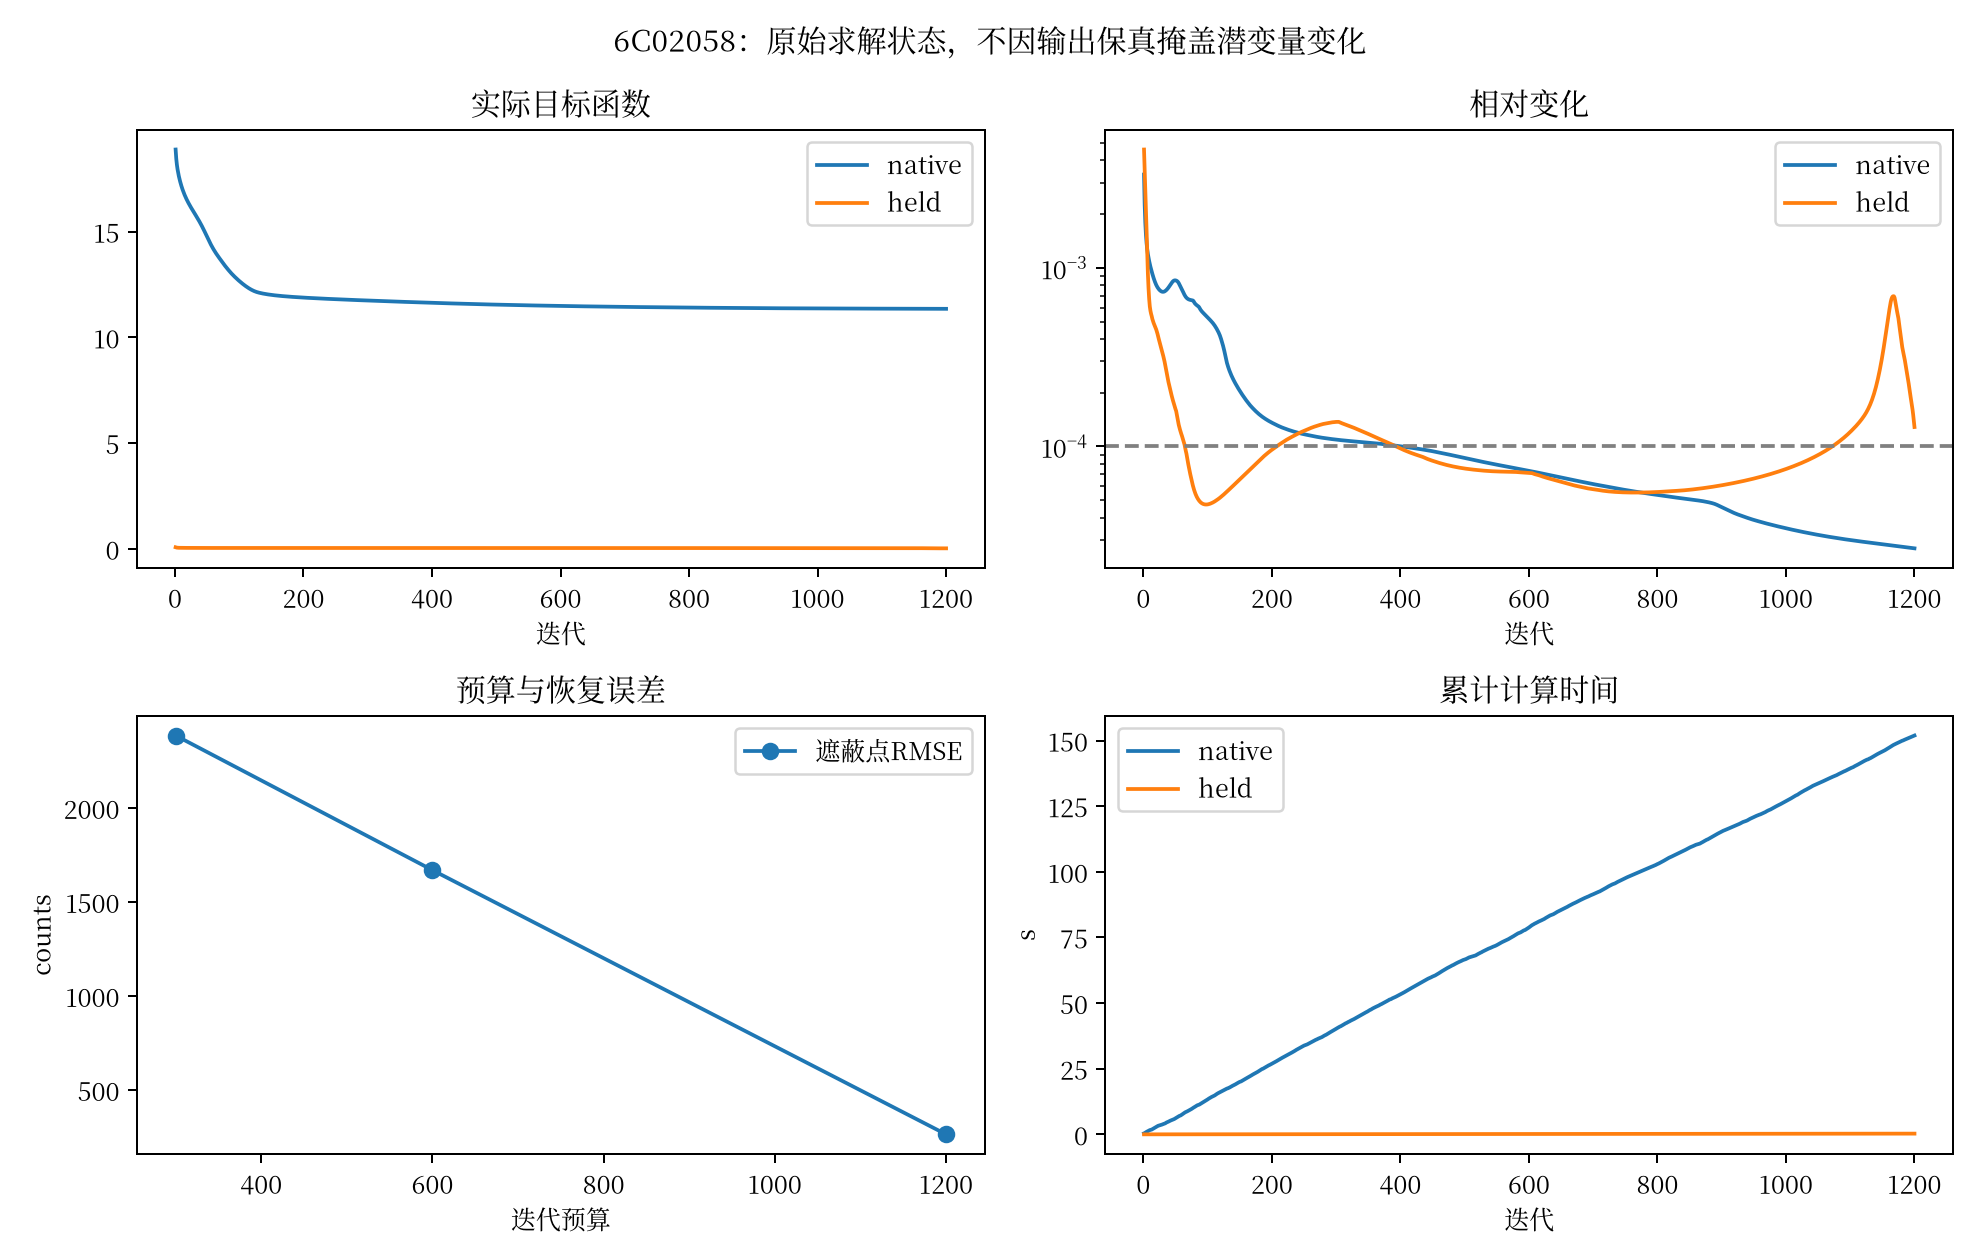 6C02058：原始求解状态，不因输出保真掩盖潜变量变化
实际目标函数
native
held
15
10
5
0
0 200 400 600 800 1000 1200
迭代
相对变化
native
held
10⁻³
10⁻⁴
0 200 400 600 800 1000 1200
迭代
预算与恢复误差
遮蔽点RMSE
counts
2000
1500
1000
500
400 600 800 1000 1200
迭代预算
累计计算时间
native
held
s
150
125
100
75
50
25
0
0 200 400 600 800 1000 1200
迭代